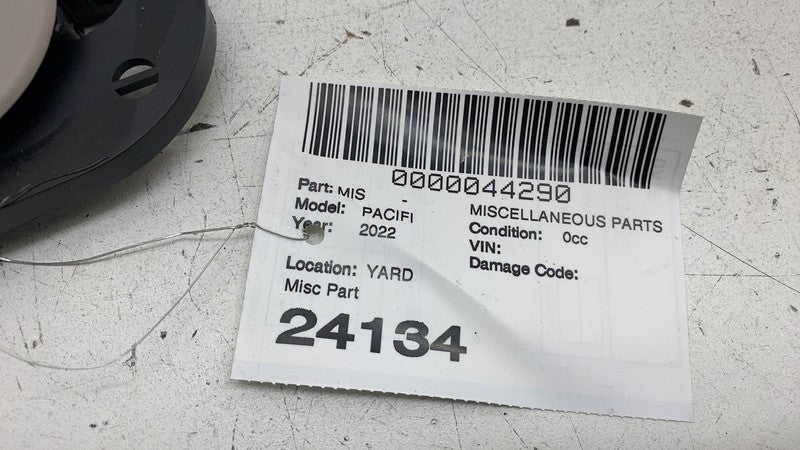 0000044290
Part: MIS - MISCELLANEOUS PARTS
Model: PACIFI Condition: 0cc
Year: 2022 VIN:
Damage Code:
Location: YARD
Misc Part
24134